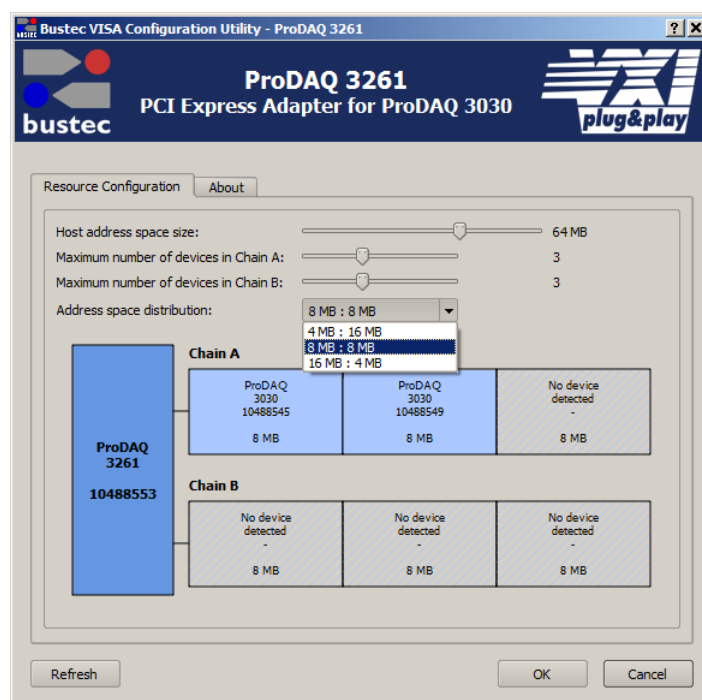 Bustec VISA Configuration Utility - ProDAQ 3261
bustec
ProDAQ 3261
PCI Express Adapter for ProDAQ 3030
VXI
plug&play
Resource Configuration
About
Host address space size:
64 MB
Maximum number of devices in Chain A:
3
Maximum number of devices in Chain B:
3
Address space distribution:
8 MB : 8 MB
4 MB : 16 MB
8 MB : 8 MB
16 MB : 4 MB
Chain A
ProDAQ
3030
10488545
8 MB
ProDAQ
3030
10488549
8 MB
No device
detected
-
8 MB
ProDAQ
3261
10488553
Chain B
No device
detected
-
8 MB
No device
detected
-
8 MB
No device
detected
-
8 MB
Refresh
OK
Cancel